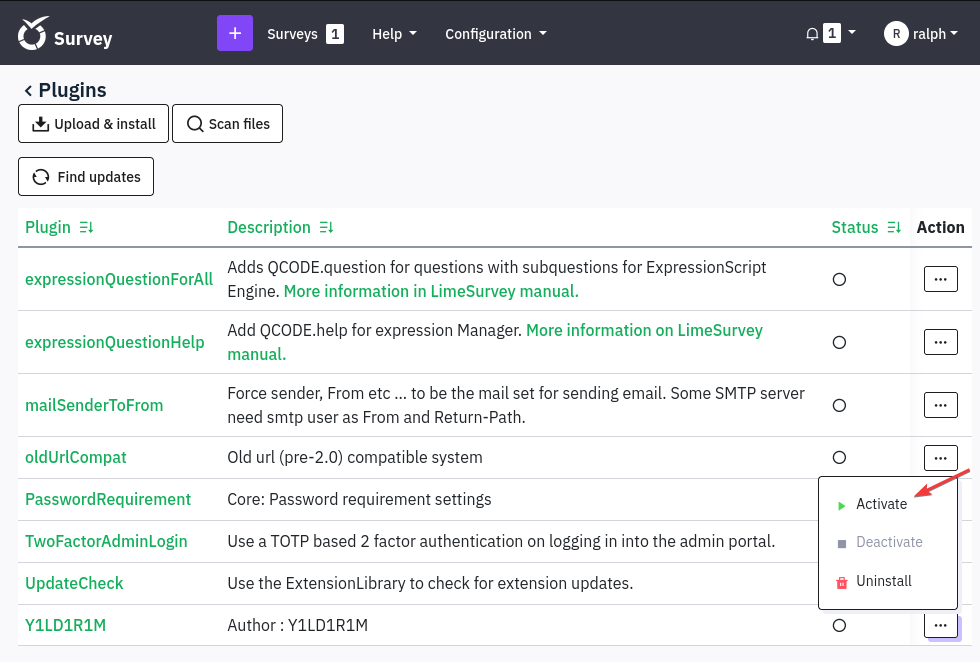 Survey
+
Surveys 1
Help
Configuration
1
R ralph
Plugins
Upload & install
Scan files
Find updates
Plugin
Description
Status
Action
expressionQuestionForAll
Adds QCODE.question for questions with subquestions for ExpressionScript
Engine. More information in LimeSurvey manual.
...
expressionQuestionHelp
Add QCODE.help for expression Manager. More information on LimeSurvey
manual.
...
mailSenderToFrom
Force sender, From etc ... to be the mail set for sending email. Some SMTP server
need smtp user as From and Return-Path.
...
oldUrlCompat
Old url (pre-2.0) compatible system
...
PasswordRequirement
Core: Password requirement settings
TwoFactorAdminLogin
Use a TOTP based 2 factor authentication on logging in into the admin portal.
UpdateCheck
Use the ExtensionLibrary to check for extension updates.
Activate
Deactivate
Uninstall
Y1LD1R1M
Author : Y1LD1R1M
...